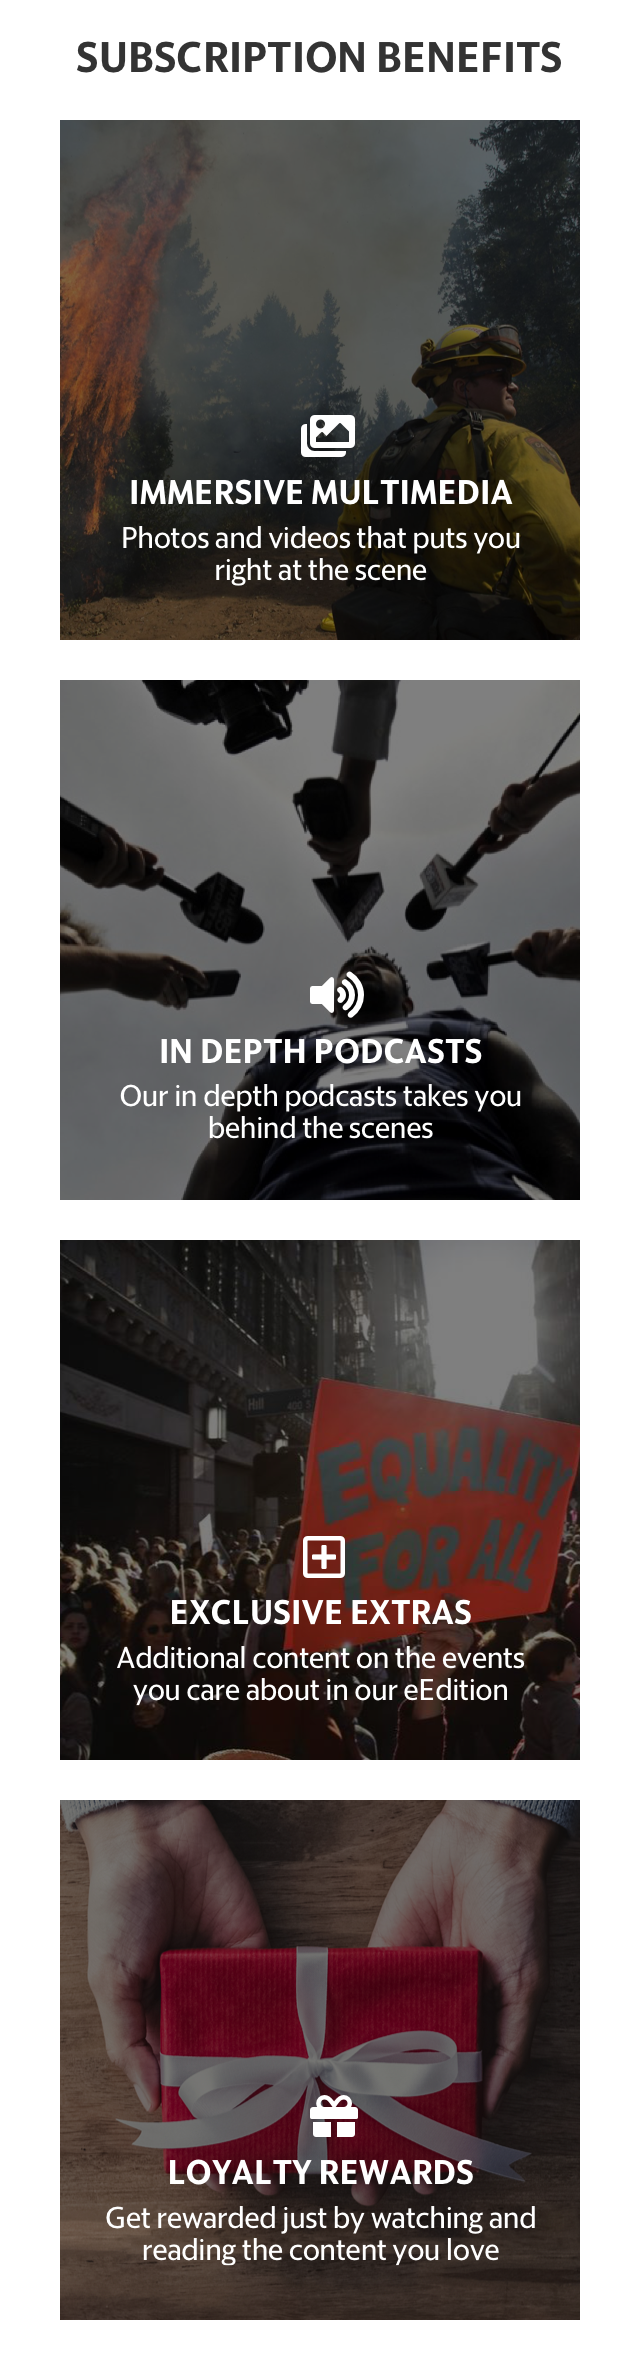 SUBSCRIPTION BENEFITS
IMMERSIVE MULTIMEDIA
Photos and videos that puts you
right at the scene
IN DEPTH PODCASTS
Our in depth podcasts takes you
behind the scenes
Hill
400 S
EQUALITY
FOR ALL
EXCLUSIVE EXTRAS
Additional content on the events
you care about in our eEdition
LOYALTY REWARDS
Get rewarded just by watching and
reading the content you love